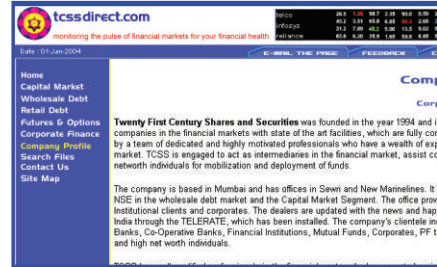 tcssdirect.com
monitoring the pulse of financial markets for your financial health
telco
infosys
reliance
Date : 01-Jan-2004
E-MAIL THE PAGE
FEEDBACK
Home
Capital Market
Wholesale Debt
Retail Debt
Futures & Options
Corporate Finance
Company Profile
Search Files
Contact Us
Site Map
Comp
Corp
Twenty First Century Shares and Securities was founded in the year 1994 and i
companies in the financial markets with state of the art facilities, which are fully con
by a team of dedicated and highly motivated professionals who have a wealth of exp
market. TCSS is engaged to act as intermediaries in the financial market, assist co
networth individuals for mobilization and deployment of funds.
The company is based in Mumbai and has offices in Sewri and New Marinelines. It
NSE in the wholesale debt market and the Capital Market Segment. The office prov
Institutional clients and corporates. The dealers are updated with the news and hap
India through the TELERATE, which has been installed. The company's clientele in
Banks, Co-Operative Banks, Financial Institutions, Mutual Funds, Corporates, PF t
and high net worth individuals.